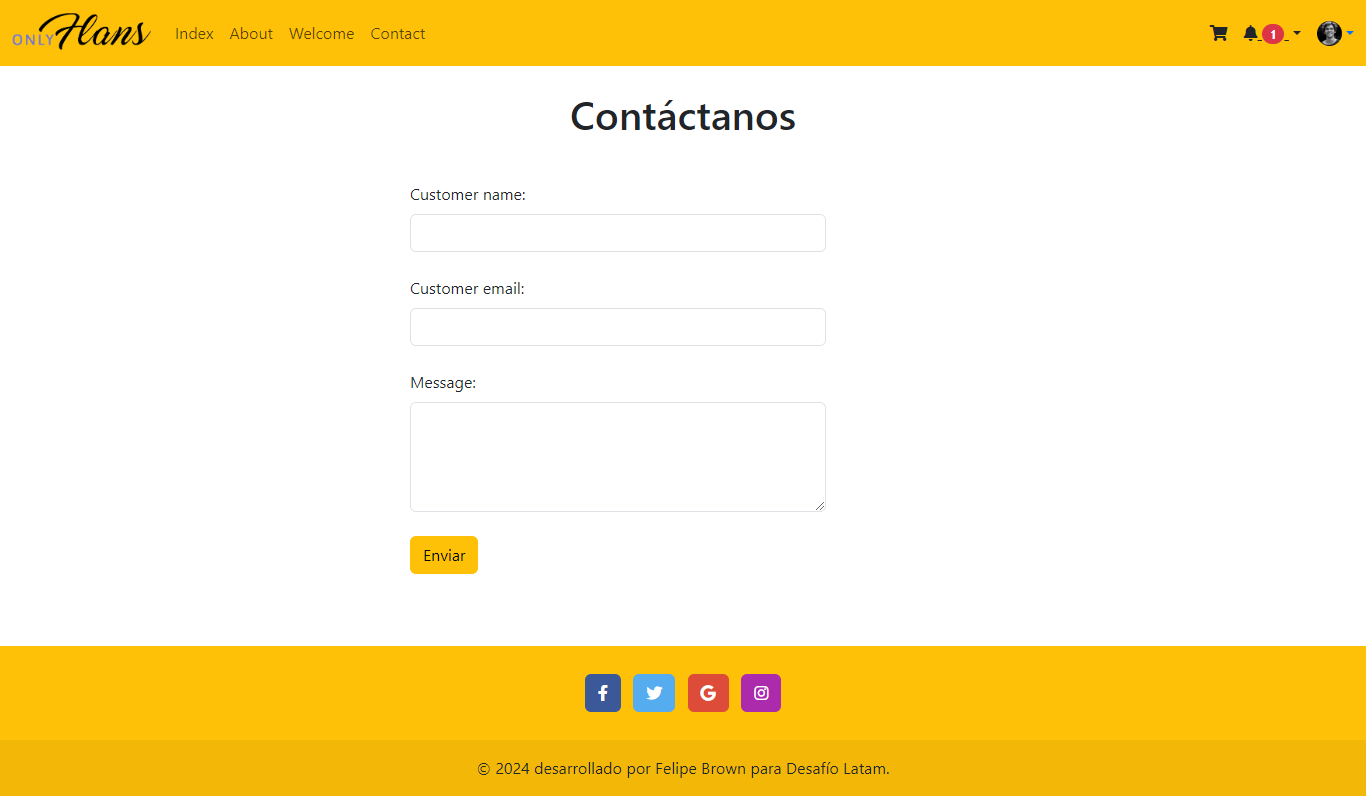 ONLY Flans Index About Welcome Contact 1
Contáctanos
Customer name:
Customer email:
Message:
Enviar
© 2024 desarrollado por Felipe Brown para Desafío Latam.